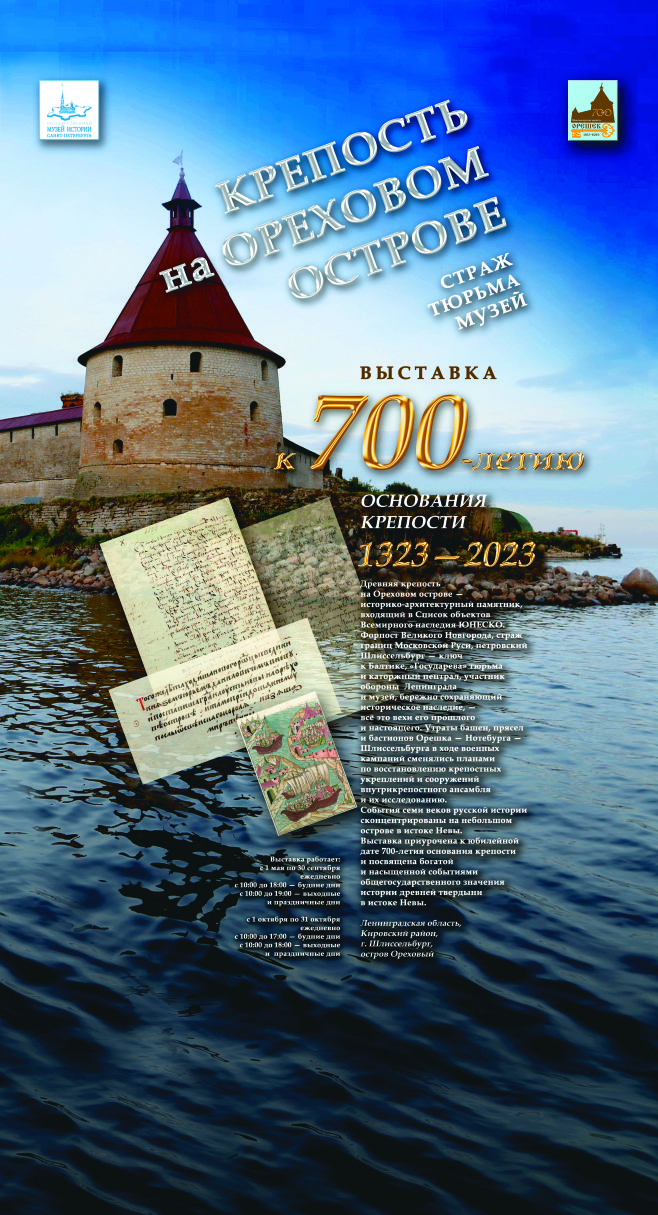 МУЗЕЙ ИСТОРИИ
САНКТ-ПЕТЕРБУРГА
700
ОРЕШЕК
1323-2023
КРЕПОСТЬ
на ОРЕХОВОМ
ОСТРОВЕ
СТРАЖ
ТЮРЬМА
МУЗЕЙ
ВЫСТАВКА
к 700-летию
ОСНОВАНИЯ
КРЕПОСТИ
1323 – 2023
Древняя крепость
на Ореховом острове —
историко-архитектурный памятник,
входящий в Список объектов
Всемирного наследия ЮНЕСКО.
Форпост Великого Новгорода, страж
границ Московской Руси, петровский
Шлиссельбург — ключ
к Балтике, «Государева» тюрьма
и каторжный централ, участник
обороны Ленинграда
и музей, бережно сохраняющий
историческое наследие, —
всё это вехи его прошлого
и настоящего. Утраты башен, прясел
и бастионов Орешка — Нотебурга —
Шлиссельбурга в ходе военных
кампаний сменялись планами
по восстановлению крепостных
укреплений и сооружений
внутрикрепостного ансамбля
и их исследованию.
События семи веков русской истории
сконцентрированы на небольшом
острове в истоке Невы.
Выставка приурочена к юбилейной
дате 700-летия основания крепости
и посвящена богатой
и насыщенной событиями
общегосударственного значения
истории древней твердыни
в истоке Невы.
Выставка работает:
с 1 мая по 30 сентября
ежедневно
с 10:00 до 18:00 — будние дни
с 10:00 до 19:00 — выходные
и праздничные дни
с 1 октября по 31 октября
ежедневно
с 10:00 до 17:00 — будние дни
с 10:00 до 18:00 — выходные
и праздничные дни
Ленинградская область,
Кировский район,
г. Шлиссельбург,
остров Ореховый